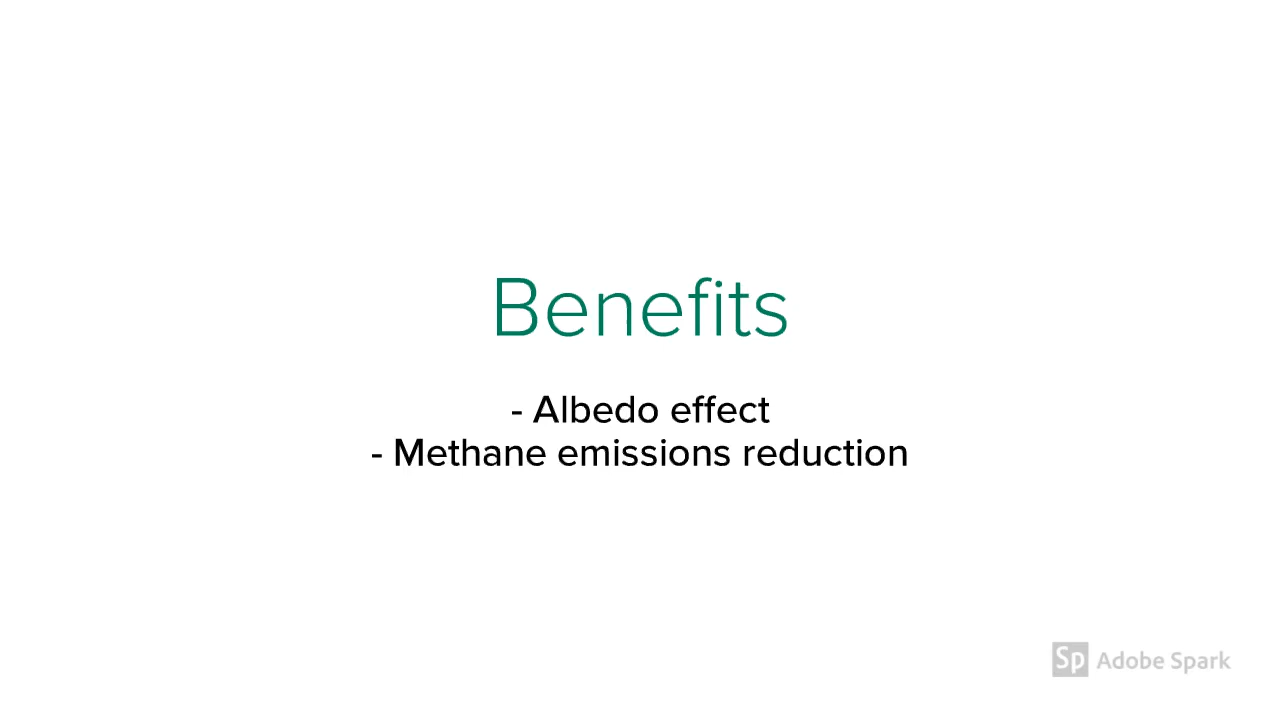 Benefits
- Albedo effect
- Methane emissions reduction
Sp Adobe Spark